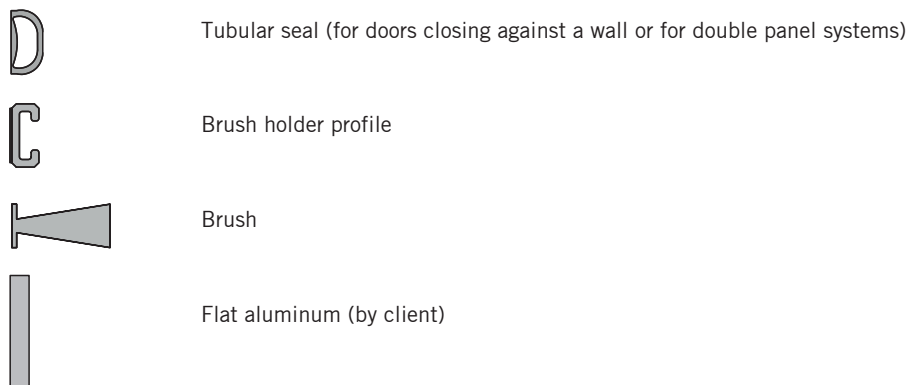 Tubular seal (for doors closing against a wall or for double panel systems)
Brush holder profile
Brush
Flat aluminum (by client)